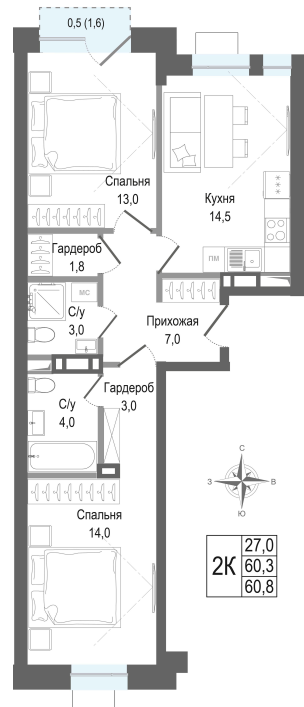 0,5 (1,6)
Спальня
13,0
Кухня
14,5
Гардероб
1,8
ПМ
С/у
3,0
МС
Прихожая
7,0
С/у
4,0
Гардероб
3,0
Спальня
14,0
С
З
В
Ю
2К
27,0
60,3
60,8